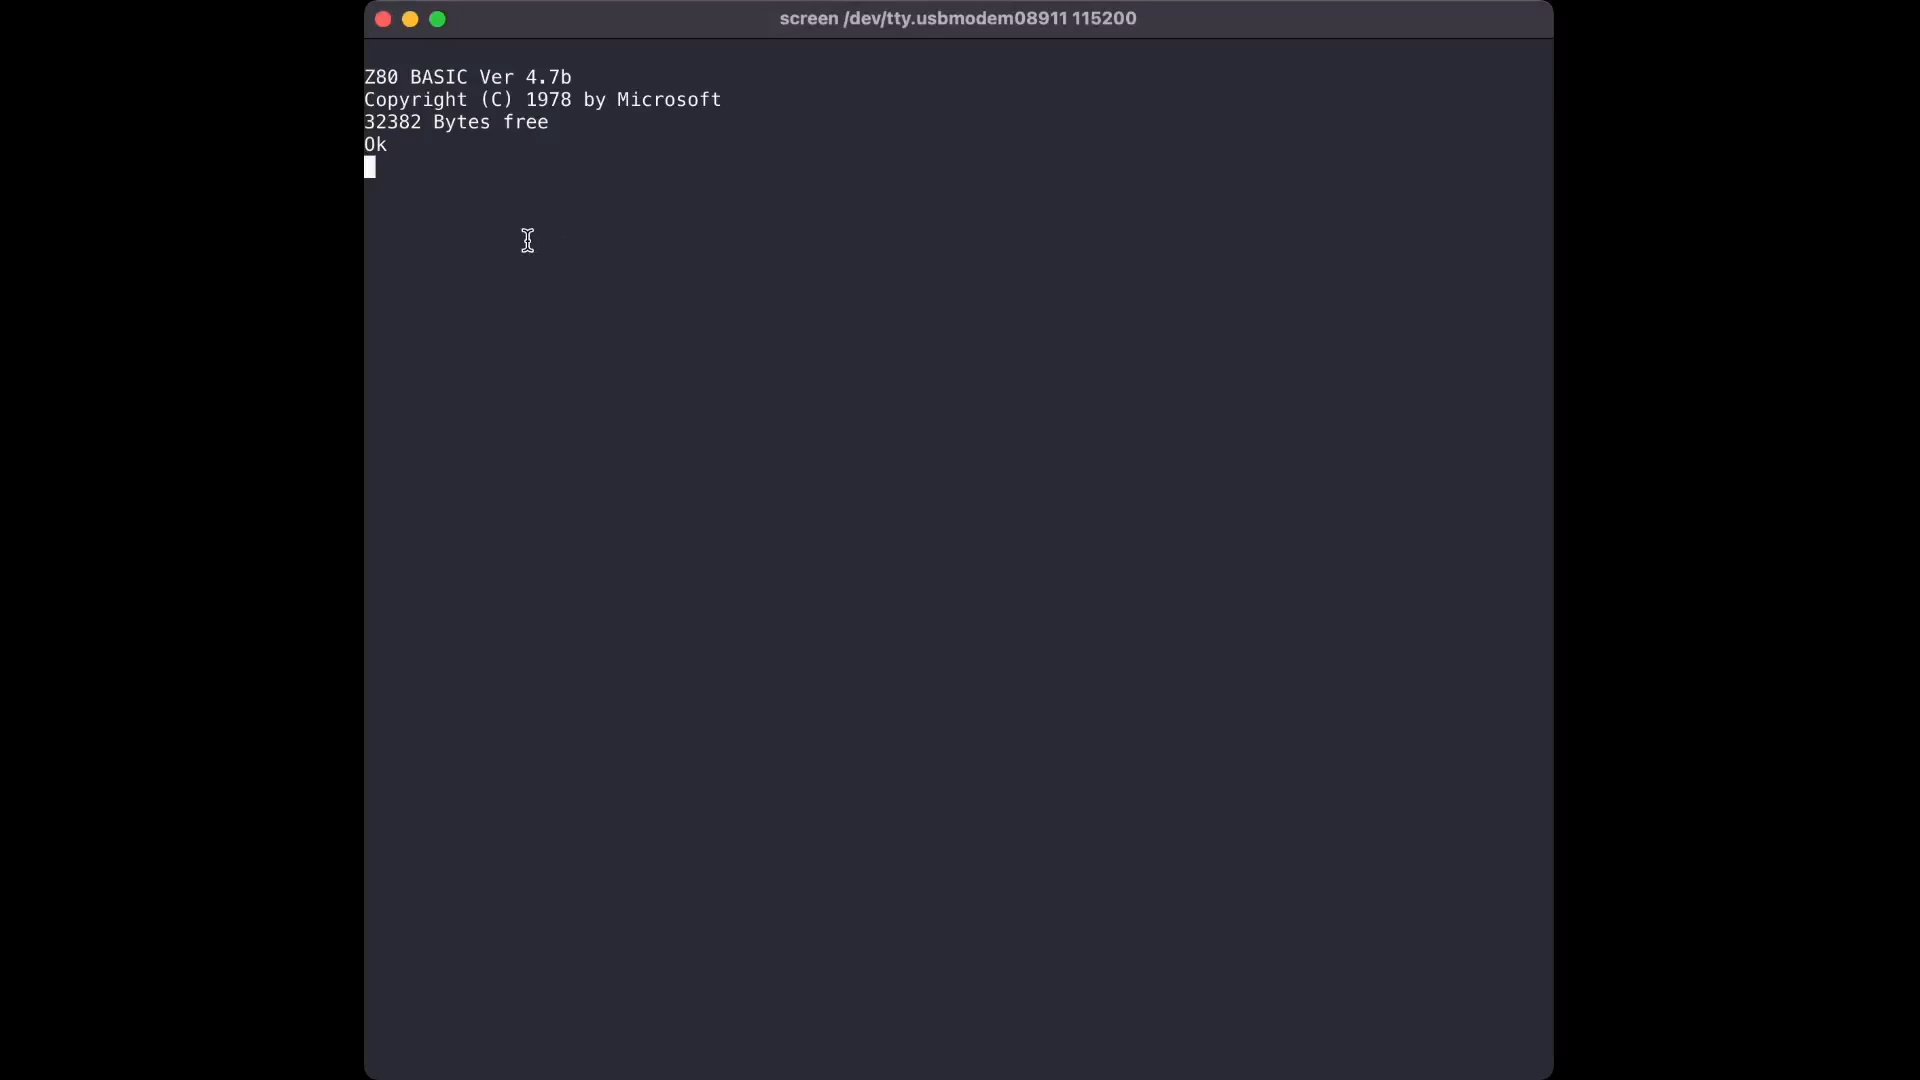 screen /dev/tty.usbmodem08911 115200
Z80 BASIC Ver 4.7b
Copyright (C) 1978 by Microsoft
32382 Bytes free
Ok